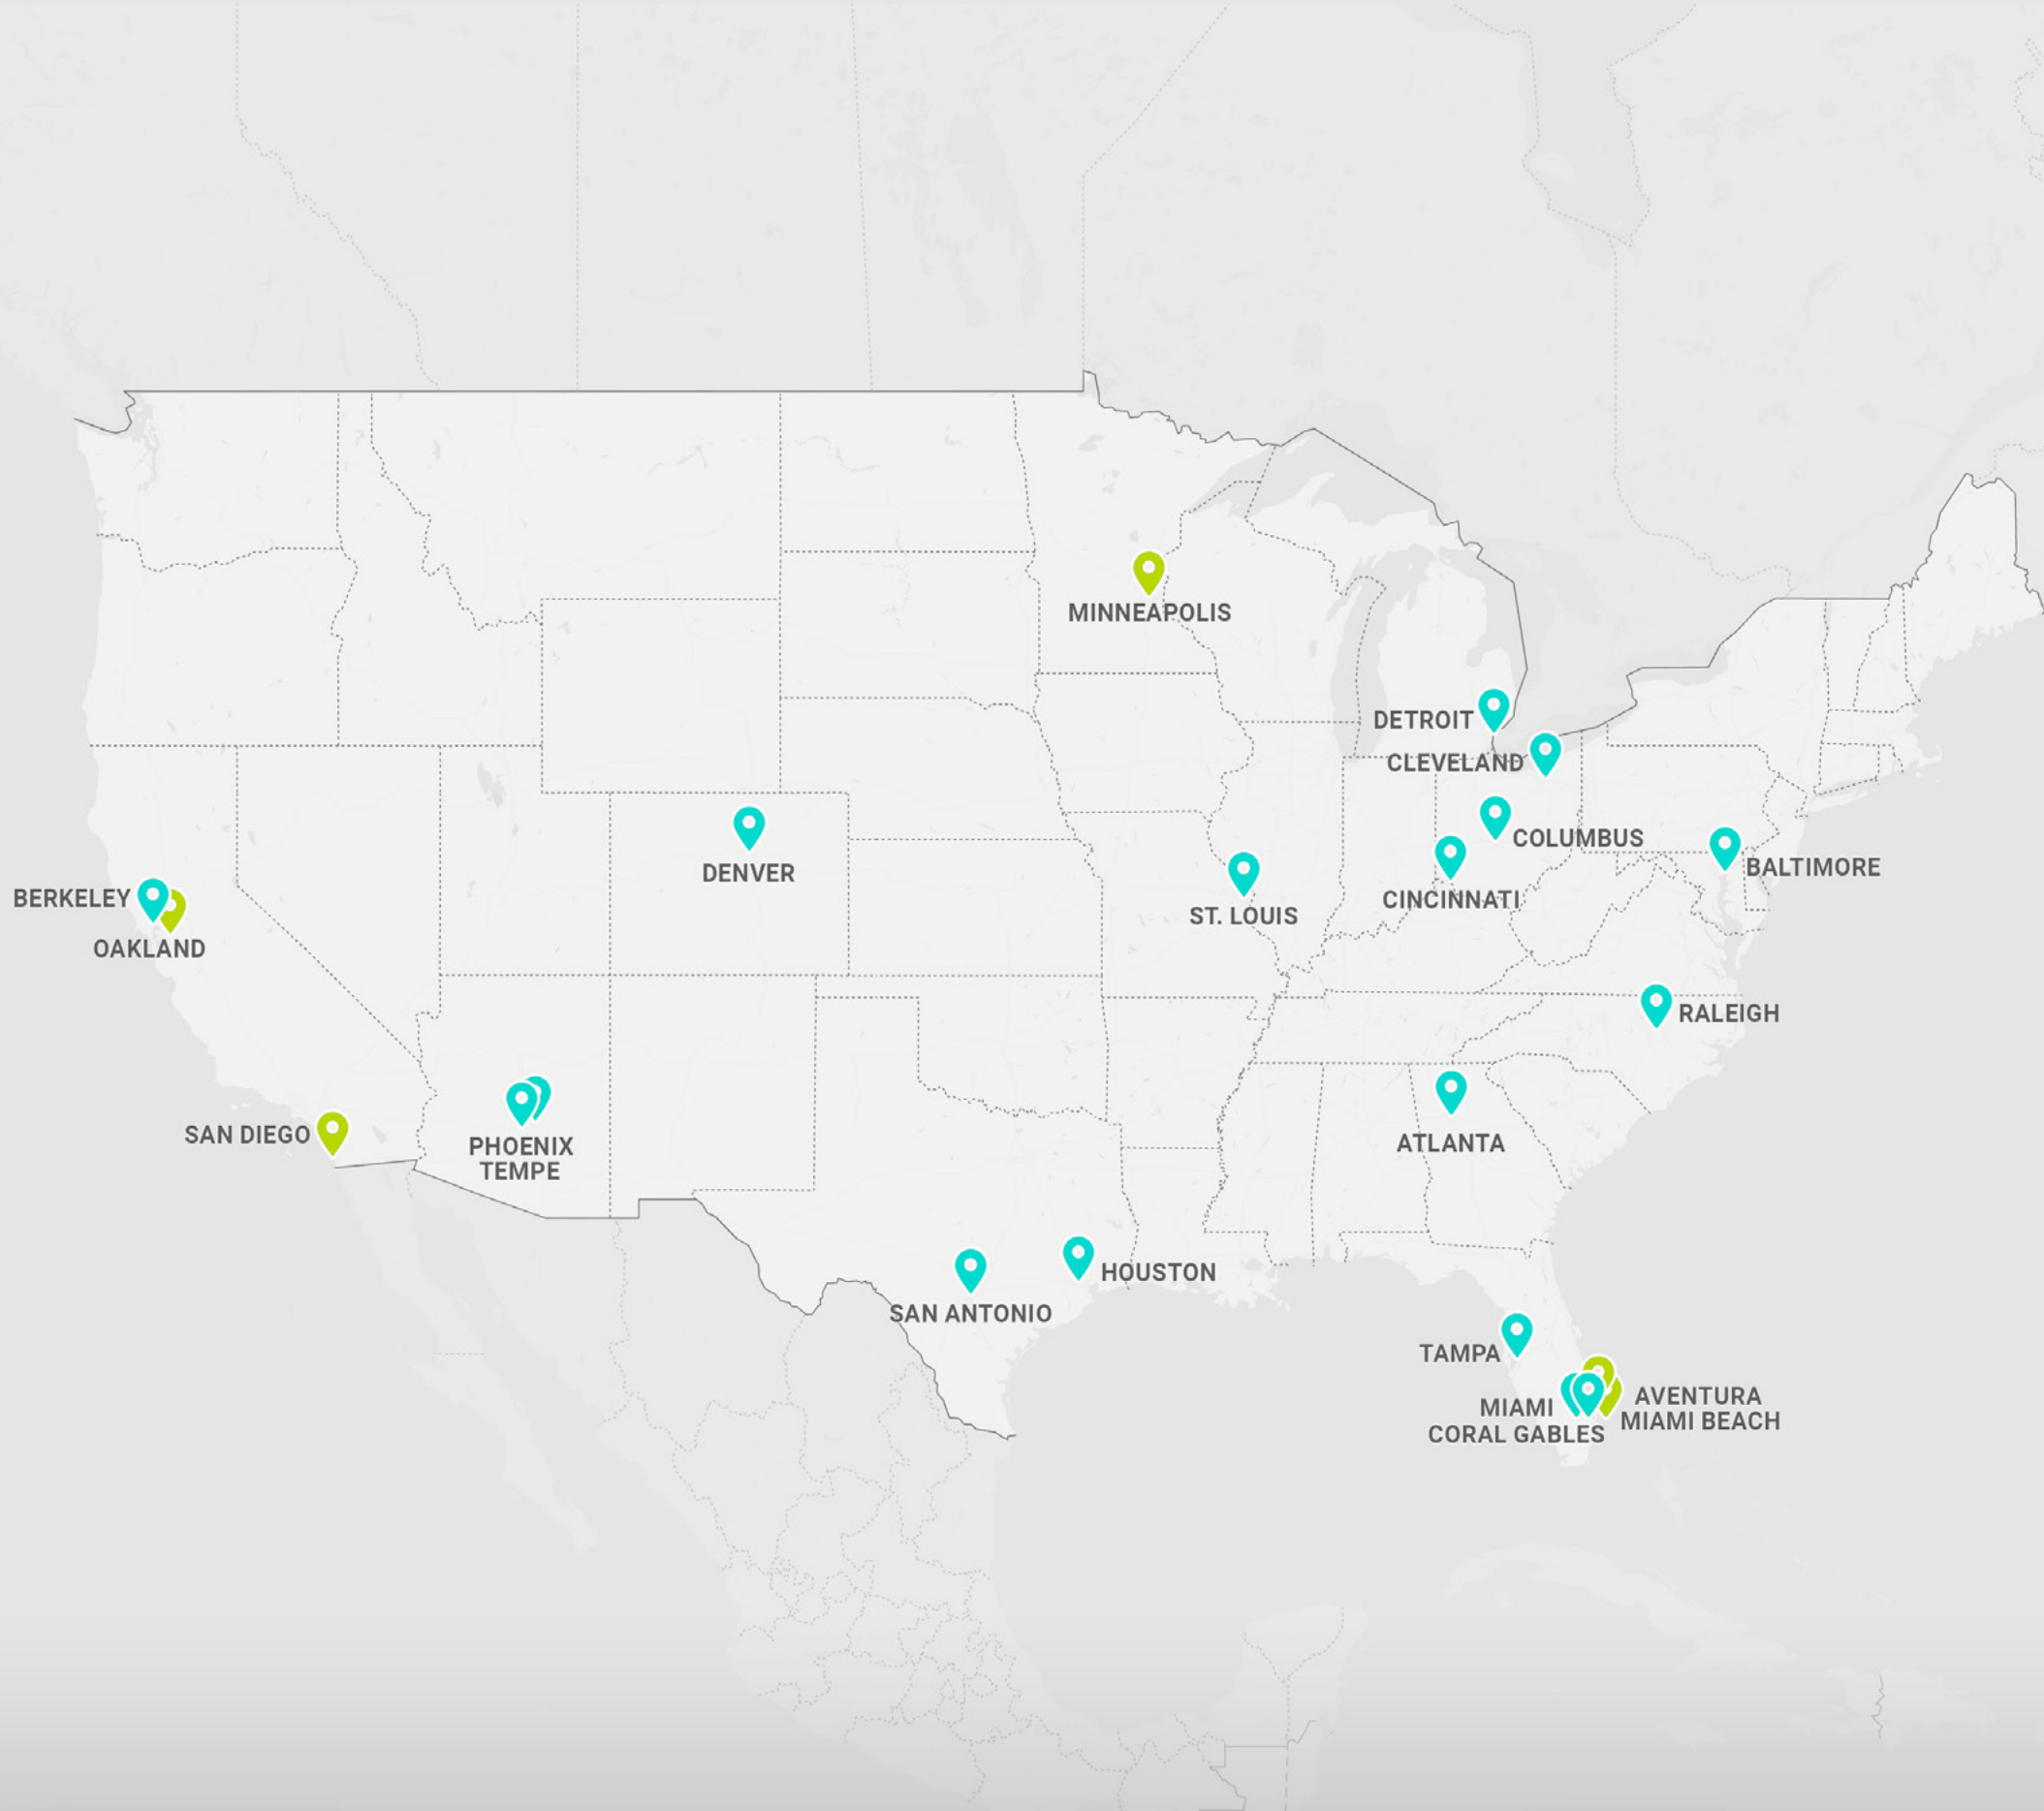 MINNEAPOLIS
DETROIT
CLEVELAND
COLUMBUS
BALTIMORE
DENVER
CINCINNATI
ST. LOUIS
BERKELEY
OAKLAND
RALEIGH
SAN DIEGO
PHOENIX
TEMPE
ATLANTA
HOUSTON
SAN ANTONIO
TAMPA
MIAMI
CORAL GABLES
AVENTURA
MIAMI BEACH